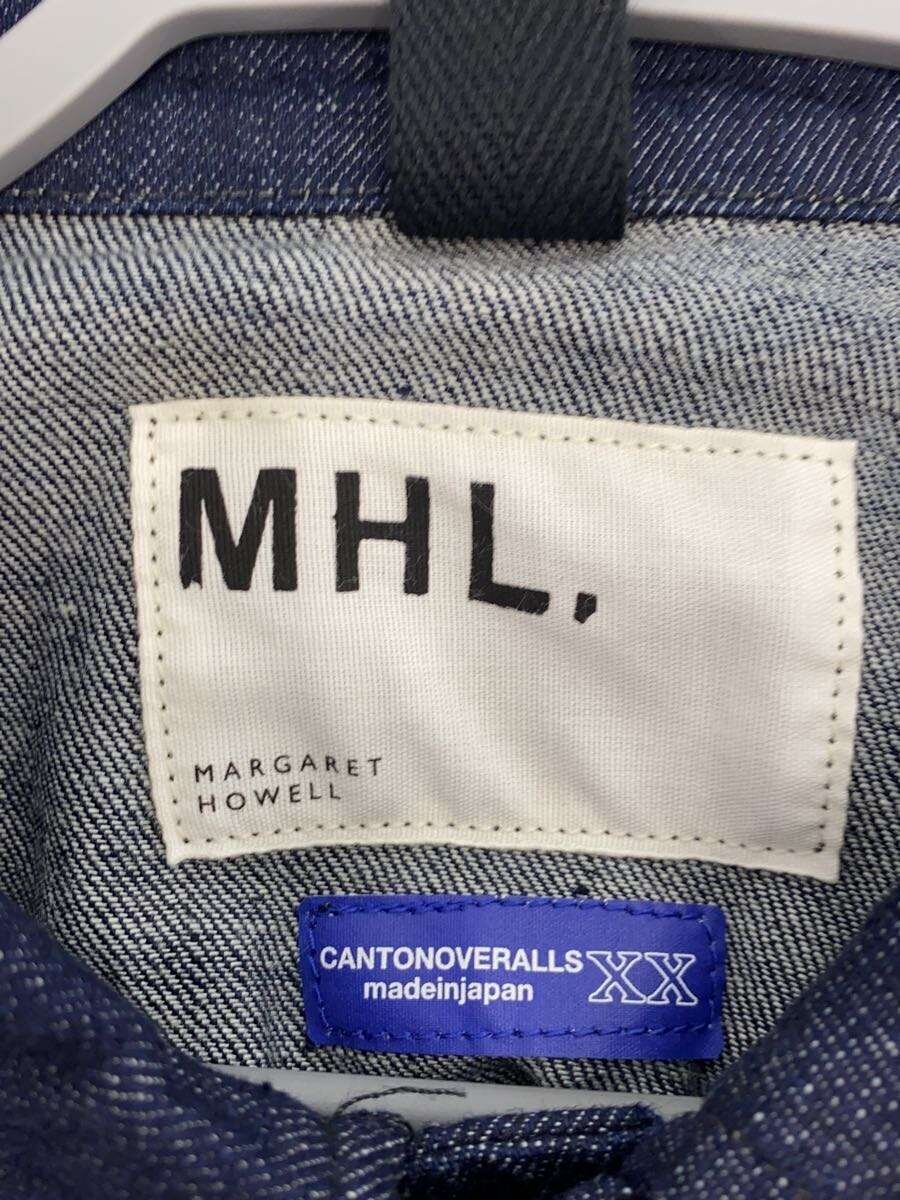 MHL.
MARGARET
HOWELL
CANTONOVERALLS XX
madeinjapan